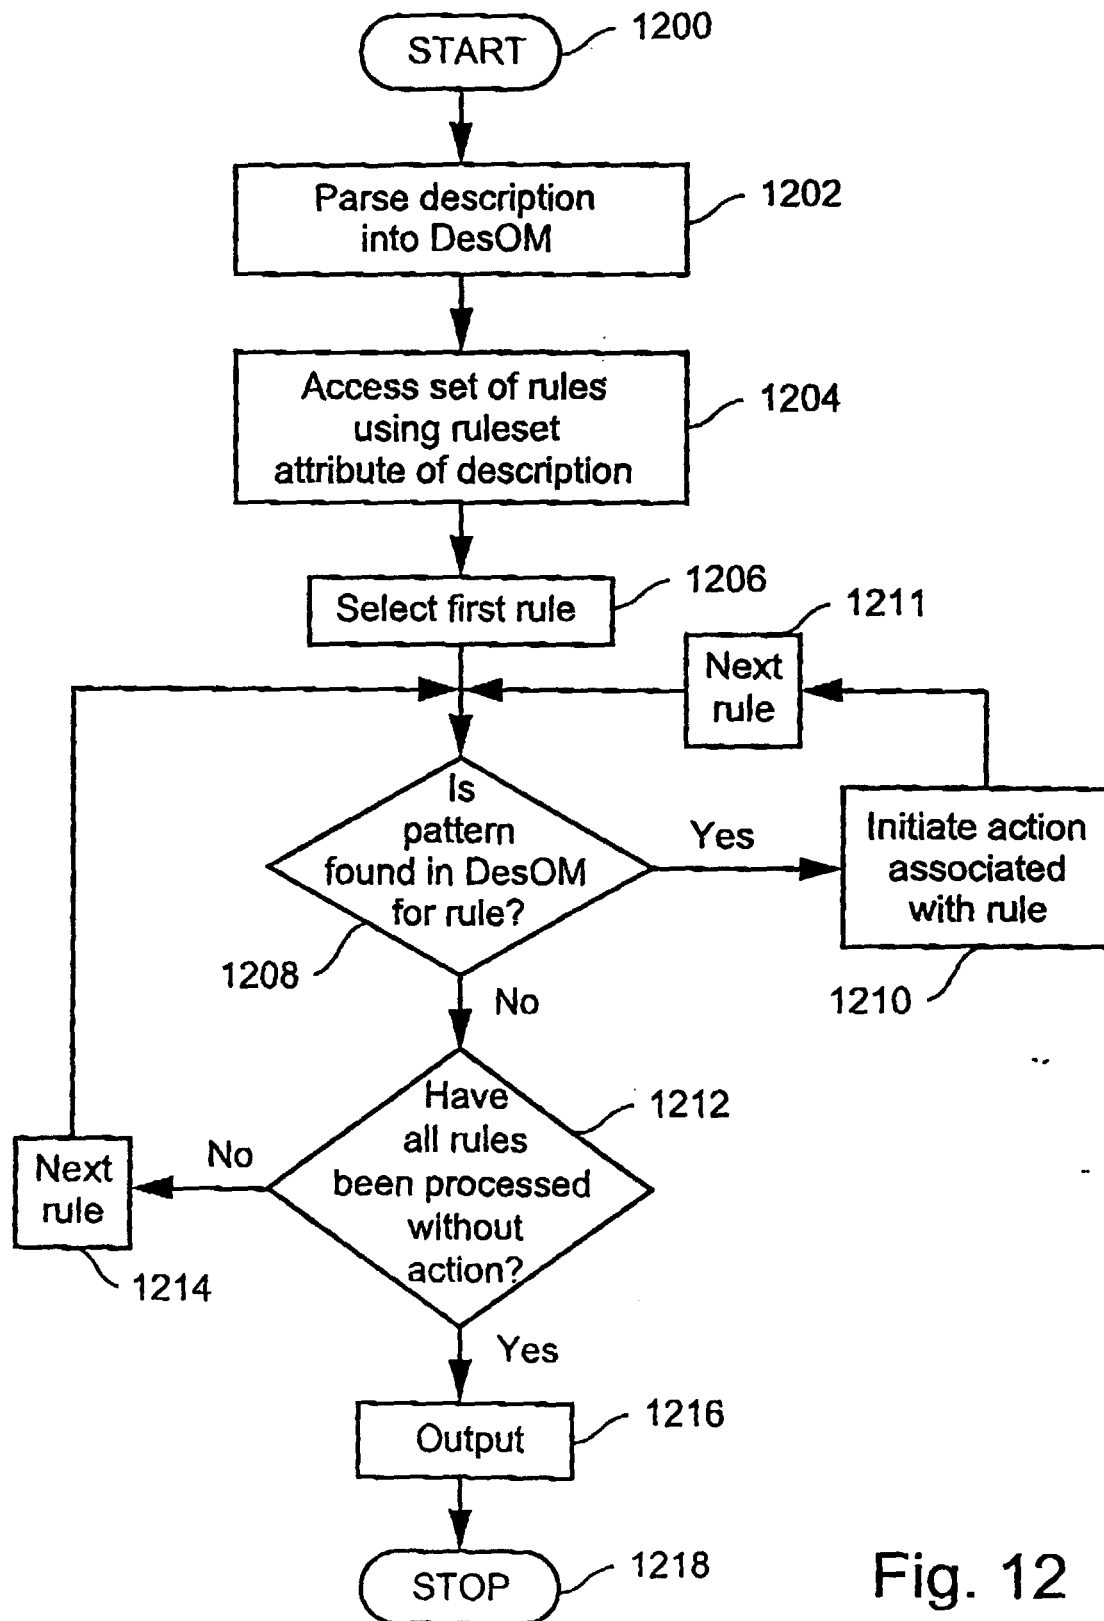 START
1200
Parse description
into DesOM
1202
Access set of rules
using ruleset
attribute of description
1204
Select first rule
1206
1211
Next
rule
Is
pattern
found in DesOM
for rule?
1208
Yes
Initiate action
associated
with rule
1210
No
Have
all rules
been processed
without
action?
1212
No
Next
rule
1214
Yes
Output
1216
STOP
1218
Fig. 12